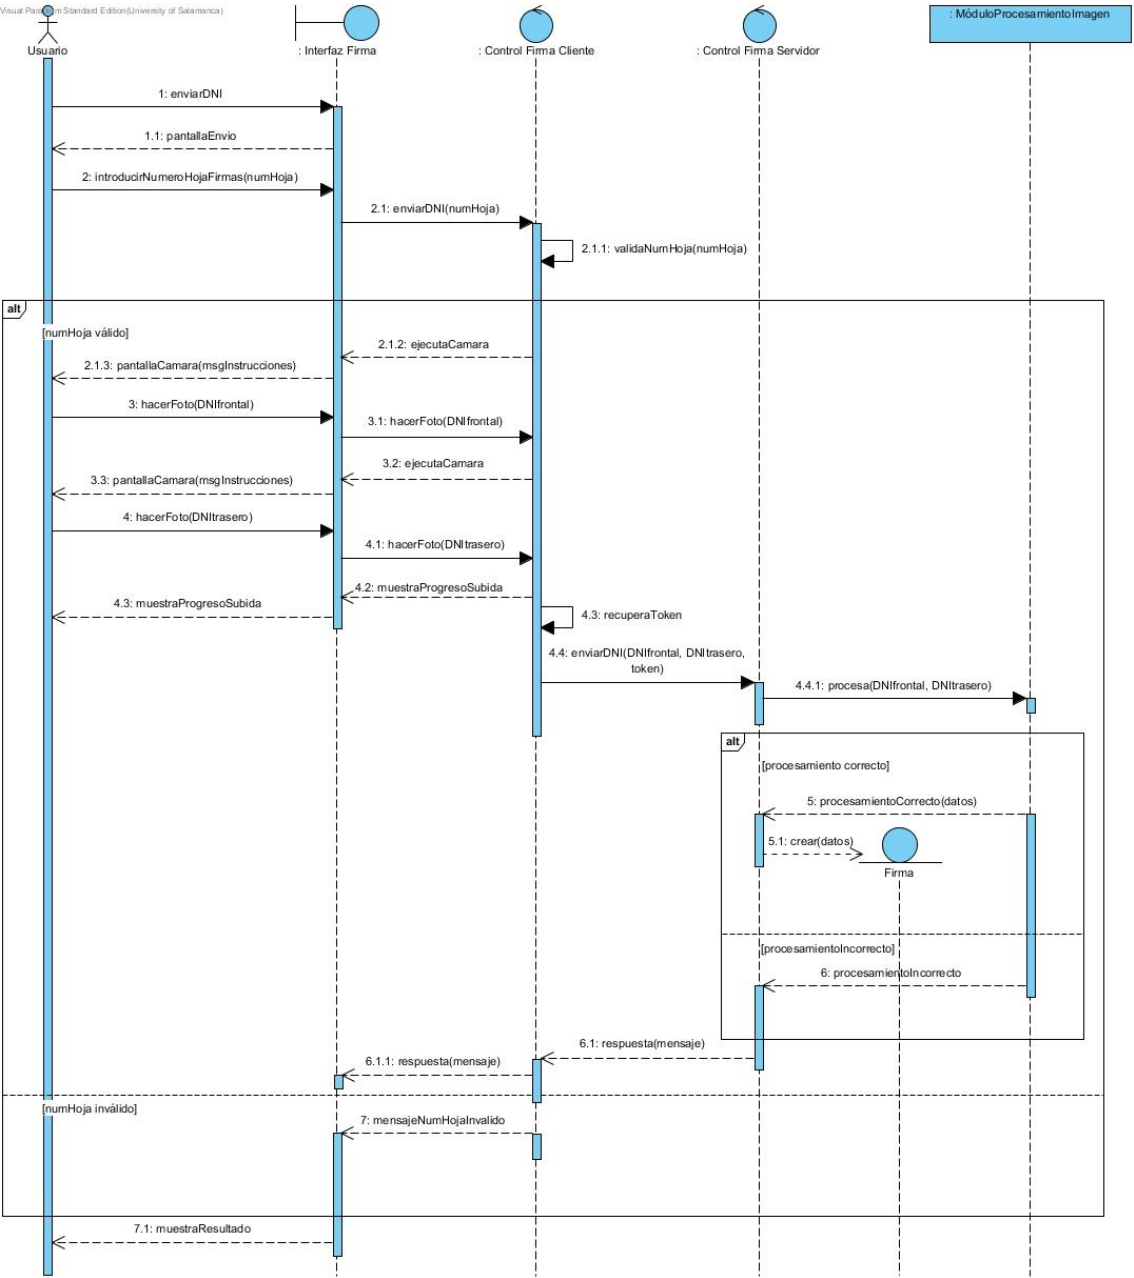 Visual Paradigm Standard Edition(University of Salamanca)
Usuario
: Interfaz Firma
: Control Firma Cliente
: Control Firma Servidor
: MóduloProcesamientoImagen
1: enviarDNI
1.1: pantallaEnvio
2: introducirNumeroHojaFirmas(numHoja)
2.1: enviarDNI(numHoja)
2.1.1: validaNumHoja(numHoja)
alt
[numHoja válido]
2.1.2: ejecutaCamara
2.1.3: pantallaCamara(msgInstrucciones)
3: hacerFoto(DNIfrontal)
3.1: hacerFoto(DNIfrontal)
3.2: ejecutaCamara
3.3: pantallaCamara(msgInstrucciones)
4: hacerFoto(DNItrasero)
4.1: hacerFoto(DNItrasero)
4.2: muestraProgresoSubida
4.3: muestraProgresoSubida
4.3: recuperaToken
4.4: enviarDNI(DNIfrontal, DNItrasero,
token)
4.4.1: procesa(DNIfrontal, DNItrasero)
alt
[procesamiento correcto]
5: procesamientoCorrecto(datos)
5.1: crear(datos)
Firma
[procesamientoIncorrecto]
6: procesamientoIncorrecto
6.1: respuesta(mensaje)
6.1.1: respuesta(mensaje)
[numHoja inválido]
7: mensajeNumHojaInvalido
7.1: muestraResultado